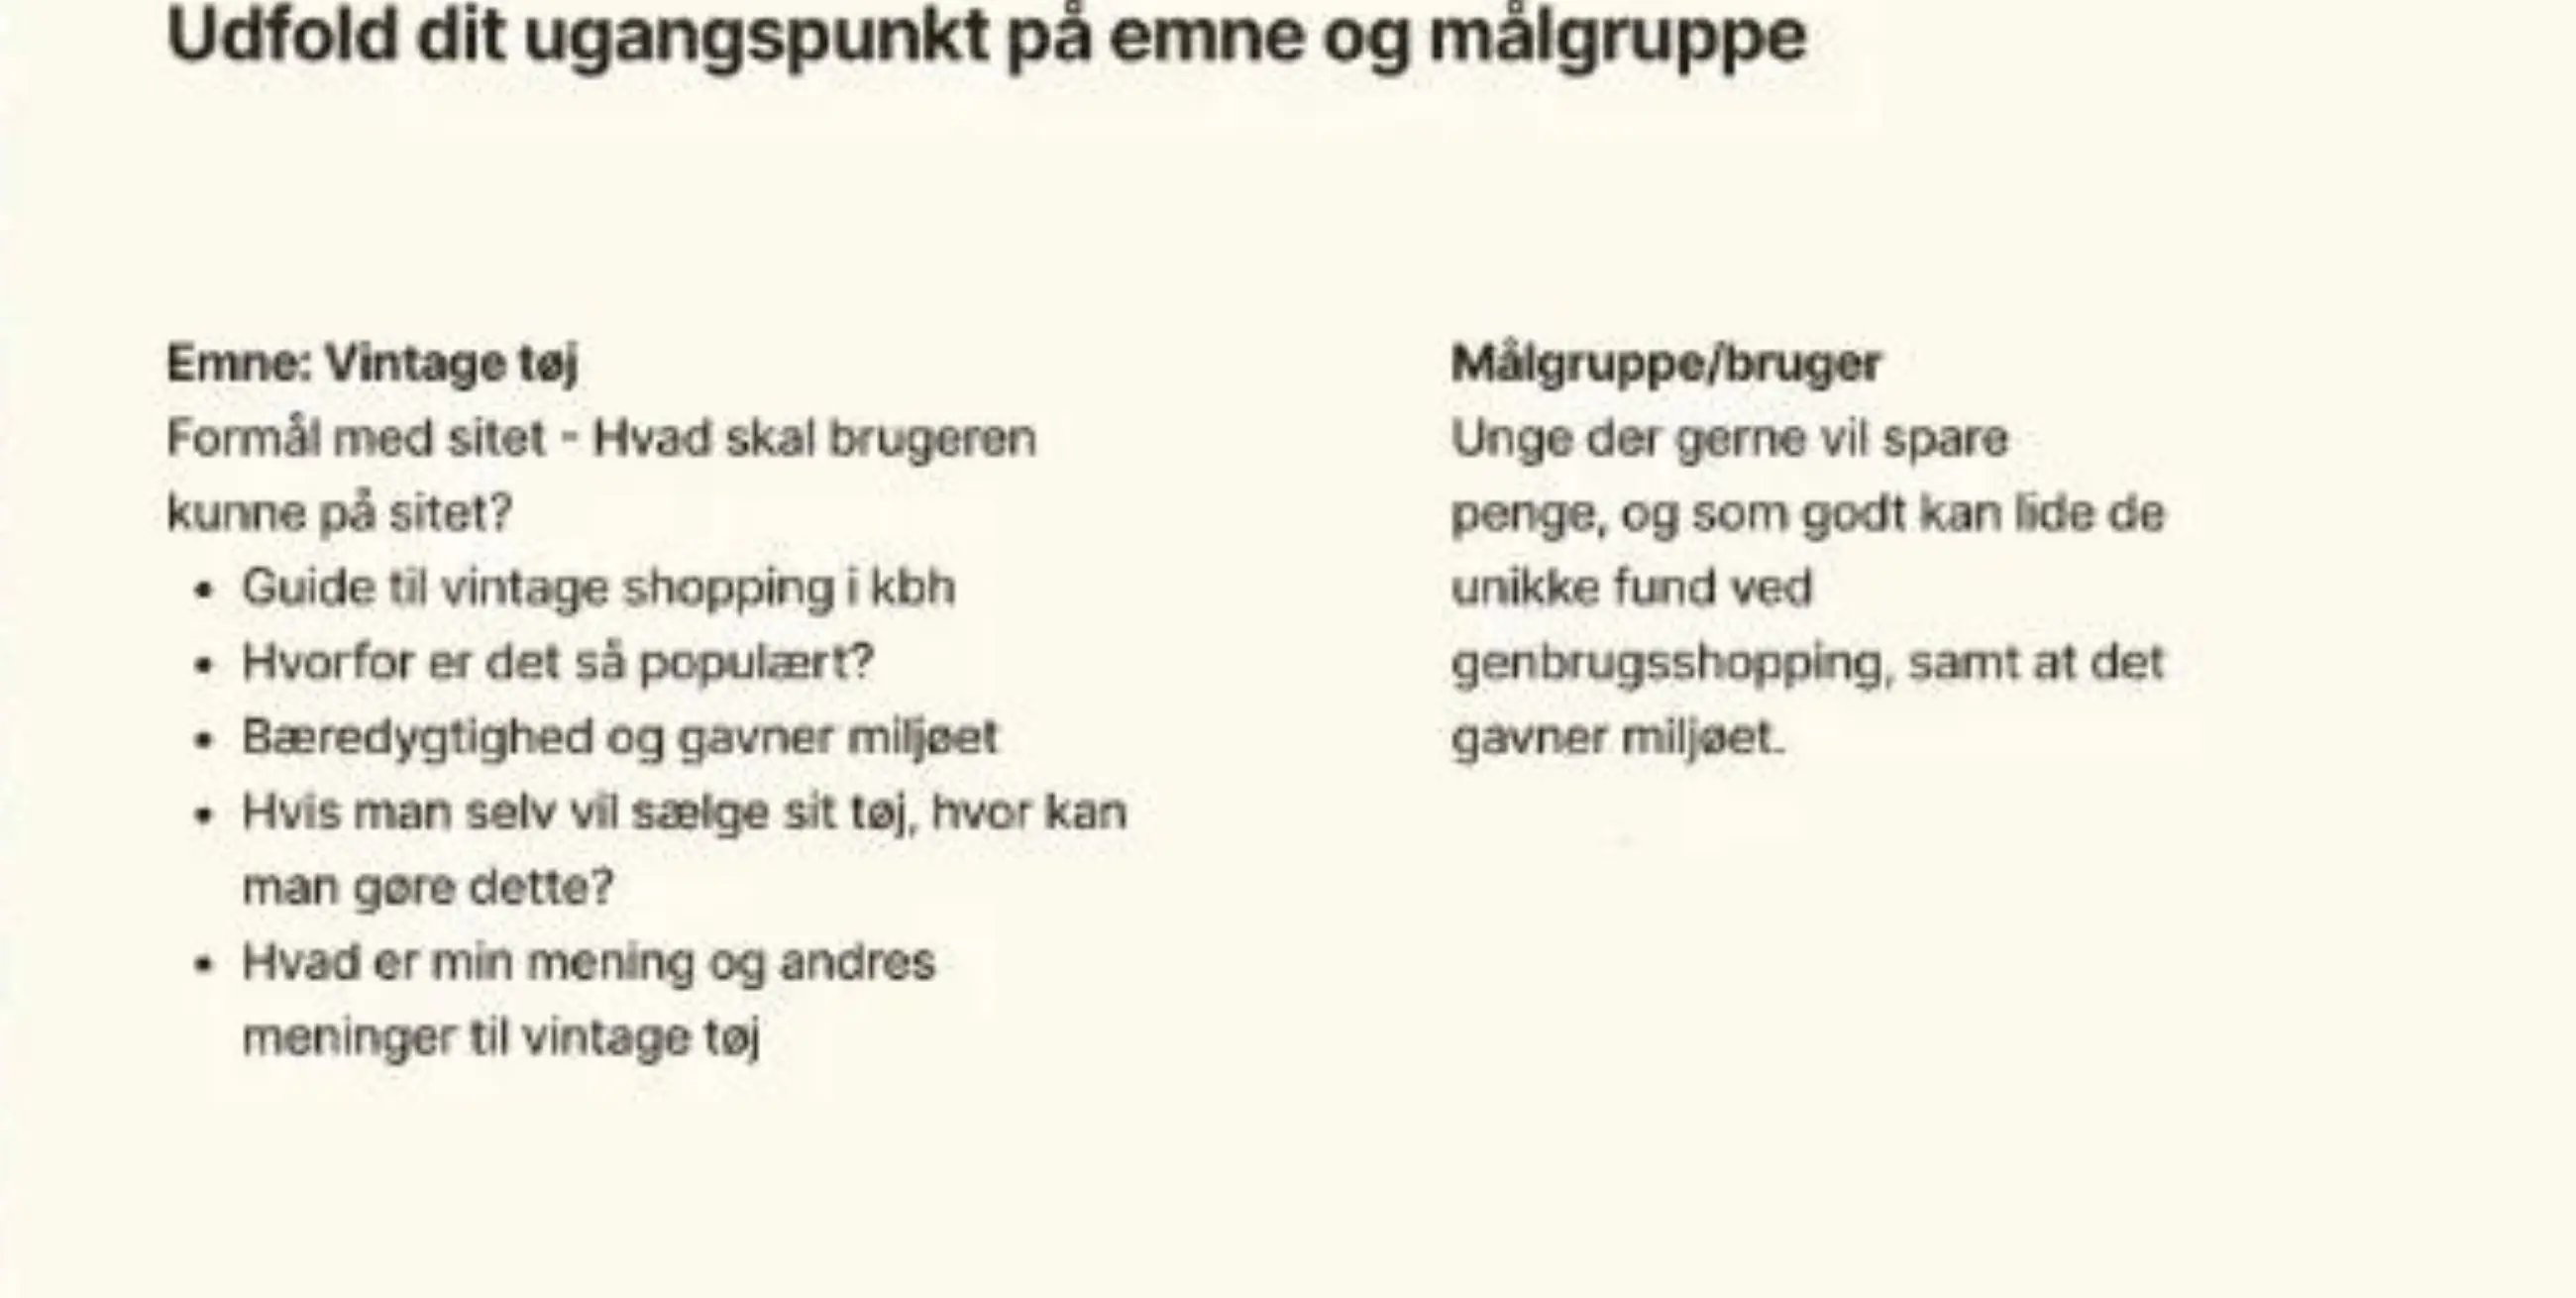 Udfold dit ugangspunkt på emne og målgruppe
Emne: Vintage tøj
Formål med sitet - Hvad skal brugeren
kunne på sitet?
• Guide til vintage shopping i kbh
• Hvorfor er det så populært?
• Bæredygtighed og gavner miljøet
• Hvis man selv vil sælge sit tøj, hvor kan
man gøre dette?
• Hvad er min mening og andres
meninger til vintage tøj
Målgruppe/bruger
Unge der gerne vil spare
penge, og som godt kan lide de
unikke fund ved
genbrugsshopping, samt at det
gavner miljøet.